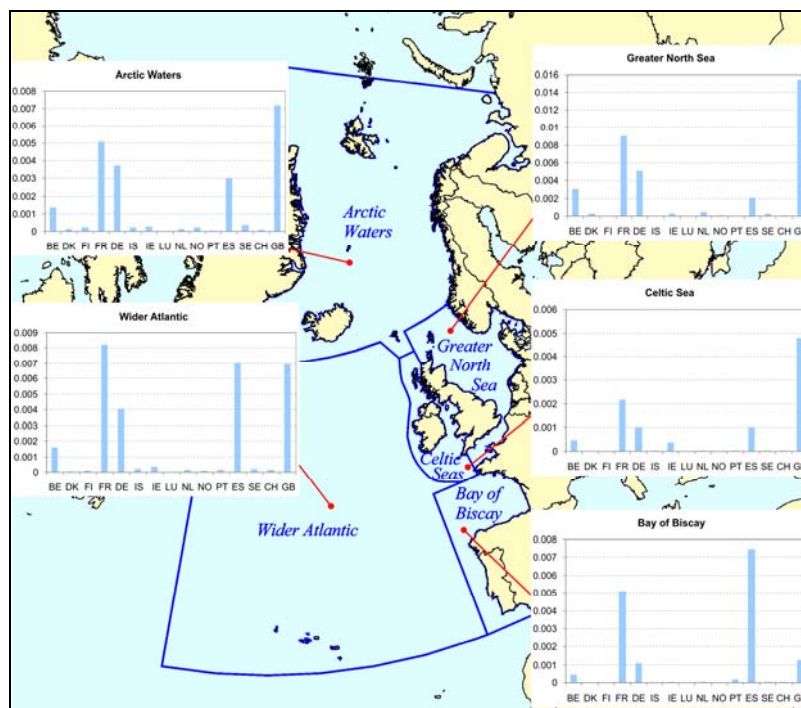 Arctic Waters
0.008
0.007
0.006
0.005
0.004
0.003
0.002
0.001
0
BE DK FI FR DE IS IE LU NL NO PT ES SE CH GB
Greater North Sea
0.016
0.014
0.012
0.01
0.008
0.006
0.004
0.002
0
BE DK FI FR DE IS IE LU NL NO PT ES SE CH G
Arctic
Waters
Wider Atlantic
0.009
0.008
0.007
0.006
0.005
0.004
0.003
0.002
0.001
0
BE DK FI FR DE IS IE LU NL NO PT ES SE CH GB
Celtic Sea
0.006
0.005
0.004
0.003
0.002
0.001
0
BE DK FI FR DE IS IE LU NL NO PT ES SE CH G
Greater
North
Sea
Celtic
Seas
Bay of
Biscay
Wider Atlantic
Bay of Biscay
0.008
0.007
0.006
0.005
0.004
0.003
0.002
0.001
0
BE DK FI FR DE IS IE LU NL NO PT ES SE CH G